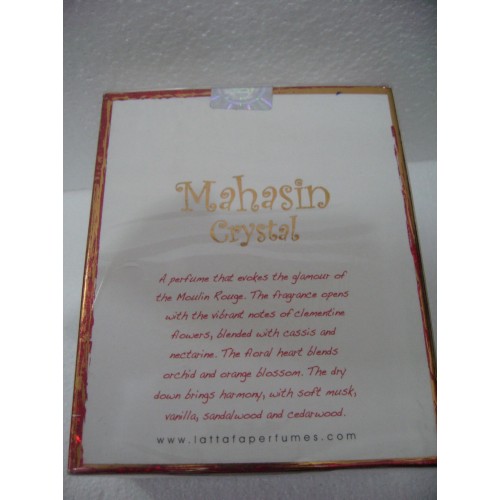 Mahasin
Crystal
A perfume that evokes the glamour of
the Moulin Rouge. The fragrance opens
with the vibrant notes of clementine
flowers, blended with cassis and
nectarine. The floral heart blends
orchid and orange blossom. The dry
down brings harmony, with soft musk,
vanilla, sandalwood and cedarwood.
www.lattafaperfumes.com